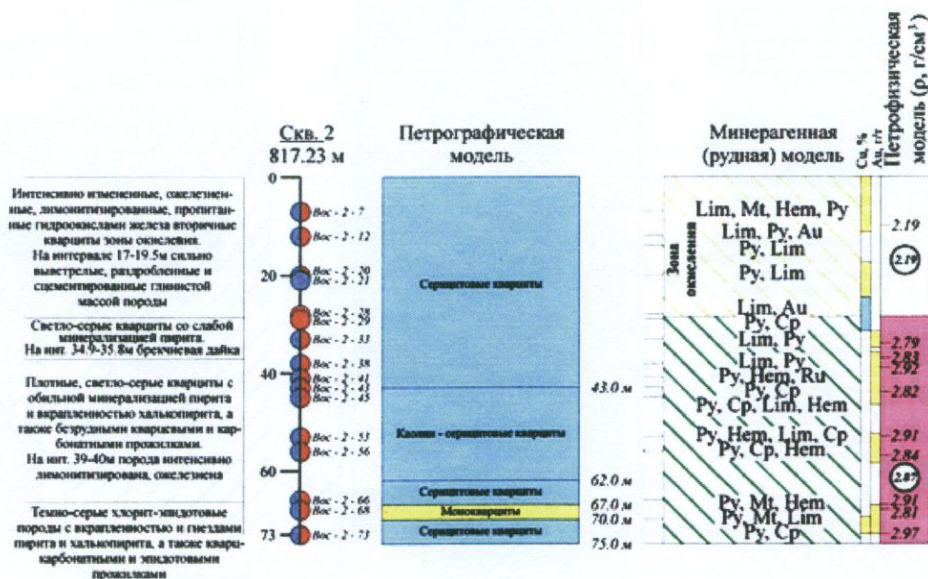 Скв. 2
817.23 м
Петрографическая
модель
Минерагенная
(рудная) модель
Cu, %
Au, г/т
Петрофизическая
модель (ρ, г/см³)
Интенсивно измененные, ожелезнен-
ные, лимонитизированные, пропитан-
ные гидроокислами железа вторичные
кварциты зоны окисления.
На интервале 17-19.5м сильно
выветрелые, раздробленные и
сцементированные глинистой
массой породы
Светло-серые кварциты со слабой
минерализацией пирита.
На инт. 34.9-35.8м брекчиевая дайка
Плотные, светло-серые кварциты с
обильной минерализацией пирита
и вкрапленностью халькопирита, а
также безрудными кварцевыми и кар-
бонатными прожилками.
На инт. 39-40м порода интенсивно
лимонитизирована, ожелезнена
Темно-серые хлорит-эпидотовые
породы с вкрапленностью и гнездами
пирита и халькопирита, а также кварц-
карбонатными и эпидотовыми
прожилками
0
20
40
60
73
Вос - 2 - 7
Вос - 2 - 12
Вос - 2 - 20
Вос - 2 - 21
Вос - 2 - 28
Вос - 2 - 29
Вос - 2 - 33
Вос - 2 - 38
Вос - 2 - 41
Вос - 2 - 43
Вос - 2 - 45
Вос - 2 - 53
Вос - 2 - 56
Вос - 2 - 66
Вос - 2 - 68
Вос - 2 - 73
Серицитовые кварциты
Каолин - серицитовые кварциты
Серицитовые кварциты
Монокварциты
Серицитовые кварциты
43.0 м
62.0 м
67.0 м
70.0 м
75.0 м
Зона
окисления
Lim, Mt, Hem, Py
Lim, Py, Au
Py, Lim
Py, Lim
Lim, Au
Py, Cp
Lim, Py
Lim, Py
Py, Hem, Ru
Py, Cp
Py, Cp, Lim, Hem
Py, Hem, Lim, Cp
Py, Cp, Hem
Py, Mt, Hem
Py, Mt, Lim
Py, Cp
2.19
2.19
2.79
2.83
2.92
2.82
2.91
2.84
2.87
2.91
2.81
2.97